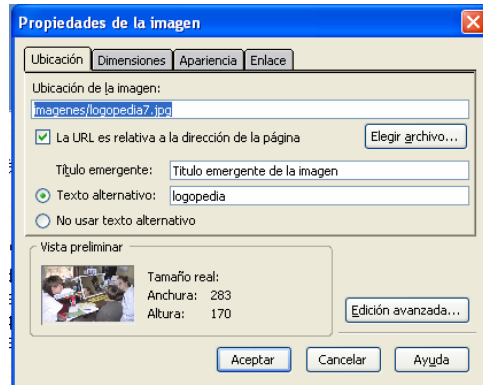 Propiedades de la imagen
Ubicación Dimensiones Apariencia Enlace
Ubicación de la imagen:
imagenes/logopedia7.jpg
La URL es relativa a la dirección de la página
Elegir archivo...
Título emergente: Titulo emergente de la imagen
Texto alternativo: logopedia
No usar texto alternativo
Vista preliminar
Tamaño real:
Anchura: 283
Altura: 170
Edición avanzada...
Aceptar Cancelar Ayuda